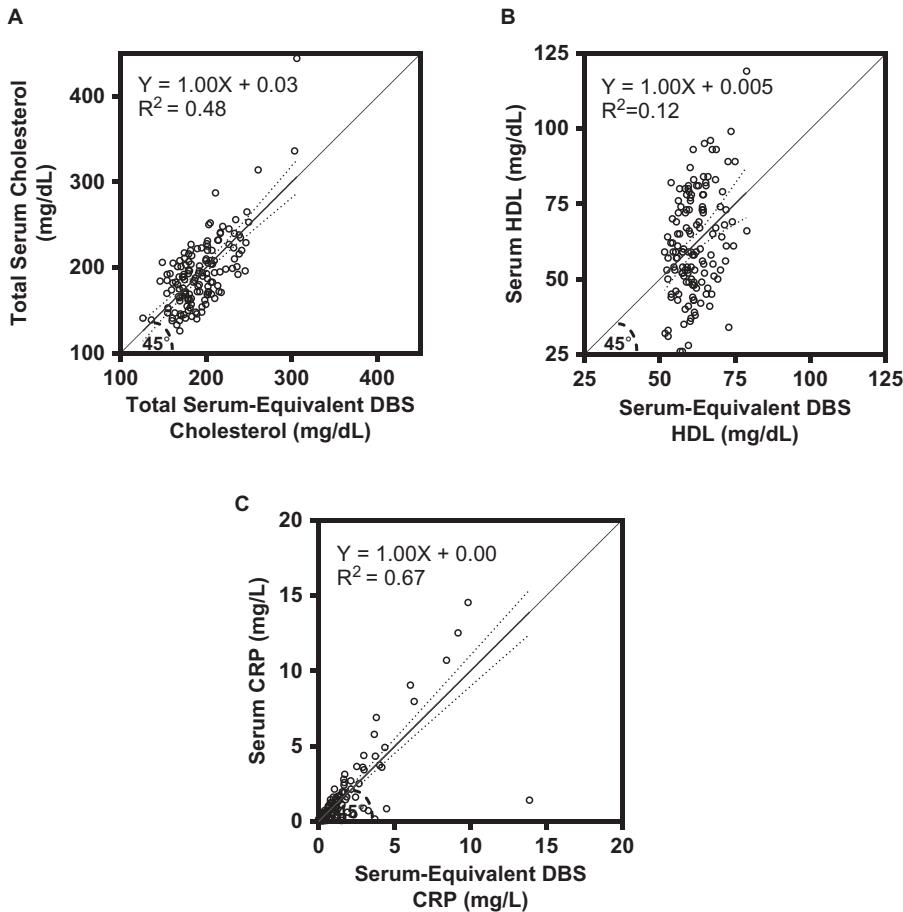 A
Y = 1.00X + 0.03
R² = 0.48
400
300
200
100
45°
100
200
300
400
Total Serum Cholesterol
(mg/dL)
Total Serum-Equivalent DBS
Cholesterol (mg/dL)
B
Y = 1.00X + 0.005
R²=0.12
125
100
75
50
25
45°
25
50
75
100
125
Serum HDL (mg/dL)
Serum-Equivalent DBS
HDL (mg/dL)
C
Y = 1.00X + 0.00
R² = 0.67
20
15
10
5
0
45°
0
5
10
15
20
Serum CRP (mg/L)
Serum-Equivalent DBS
CRP (mg/L)